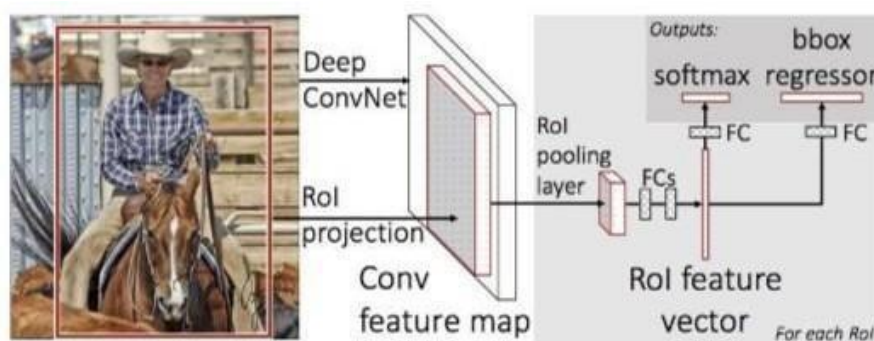 Deep
ConvNet
RoI
projection
Conv
feature map
RoI
pooling
layer
FCs
RoI feature
vector
Outputs:
softmax
bbox
regressor
FC
FC
For each RoI